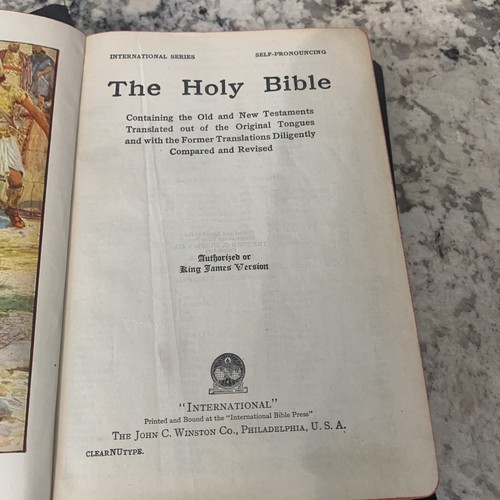 INTERNATIONAL SERIES SELF-PRONOUNCING
The Holy Bible
Containing the Old and New Testaments
Translated out of the Original Tongues
and with the Former Translations Diligently
Compared and Revised
Authorized or
King James Version
"INTERNATIONAL"
Printed and Bound at the "International Bible Press"
THE JOHN C. WINSTON CO., PHILADELPHIA, U. S. A.
CLEARNUTYPE.